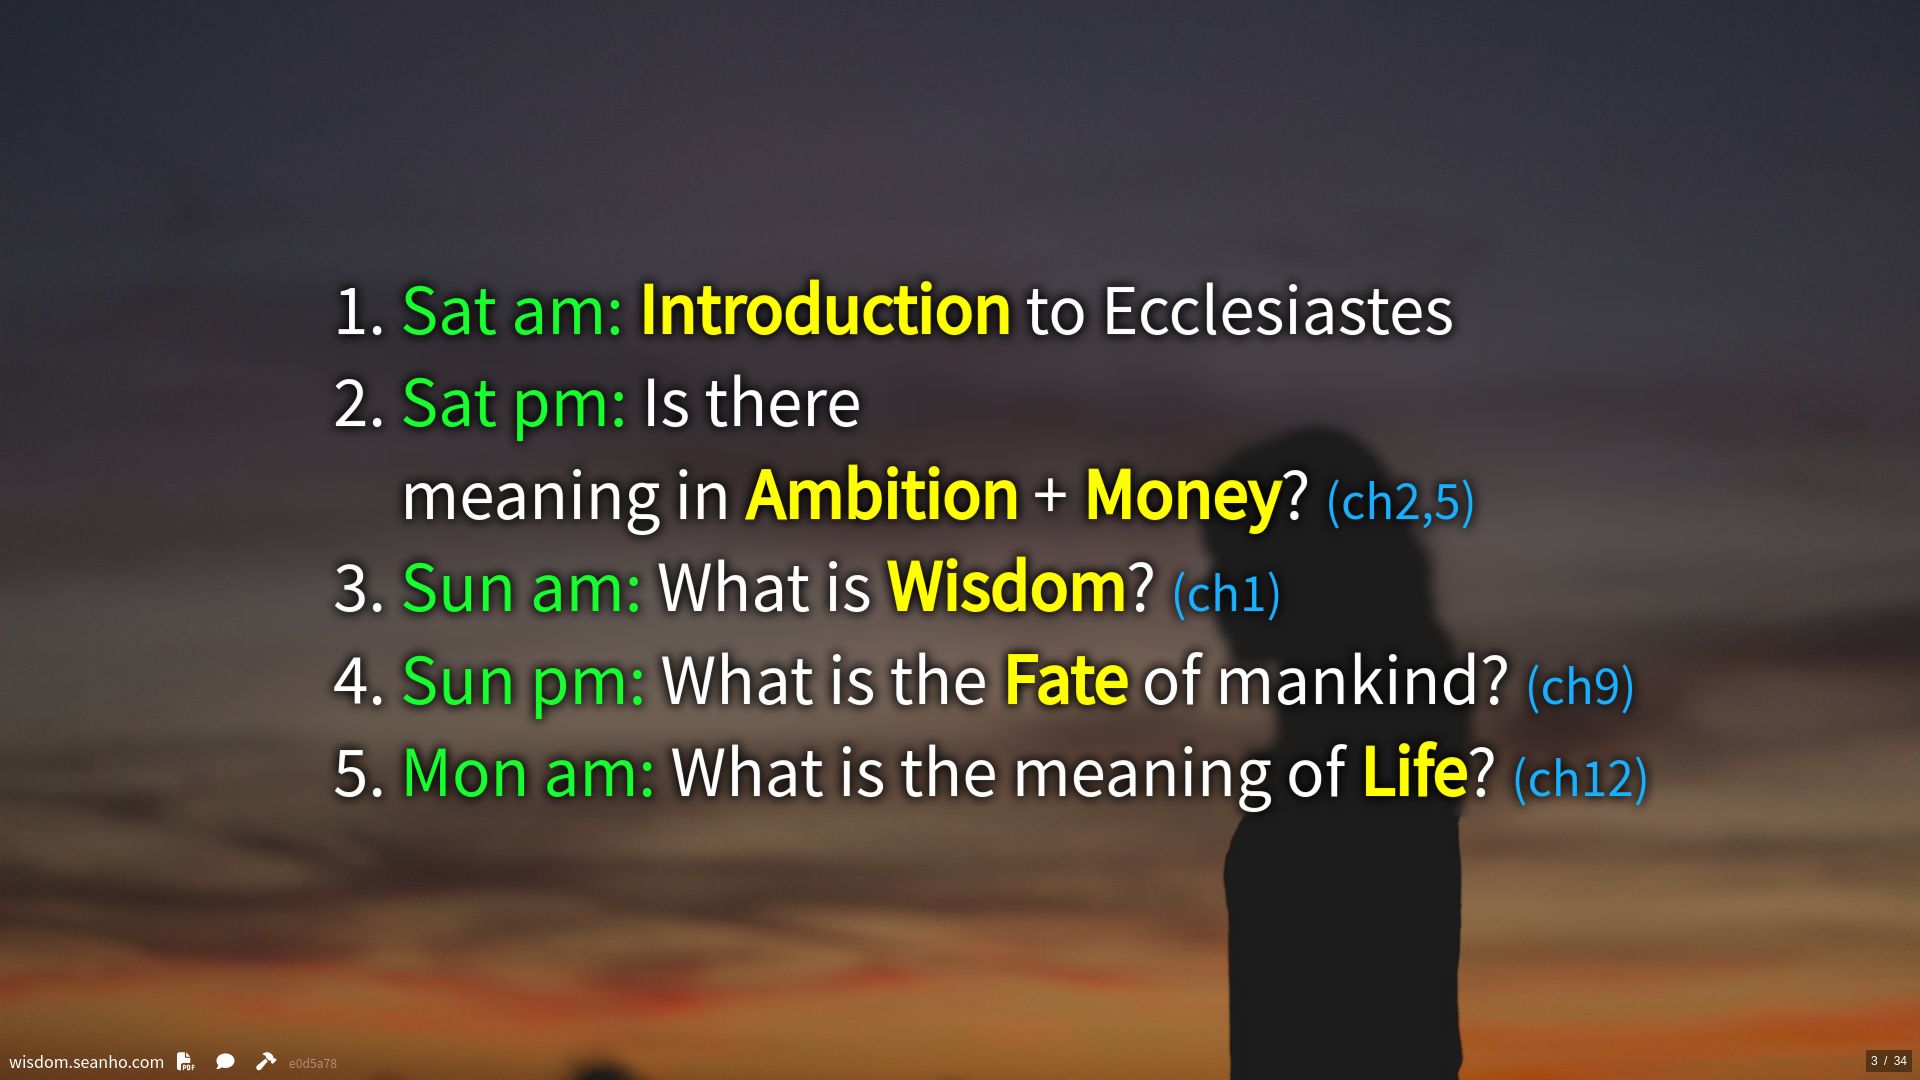 1. Sat am: Introduction to Ecclesiastes
2. Sat pm: Is there
meaning in Ambition + Money? (ch2,5)
3. Sun am: What is Wisdom? (ch1)
4. Sun pm: What is the Fate of mankind? (ch9)
5. Mon am: What is the meaning of Life? (ch12)
wisdom.seanho.com PDF e0d5a78
3 / 34